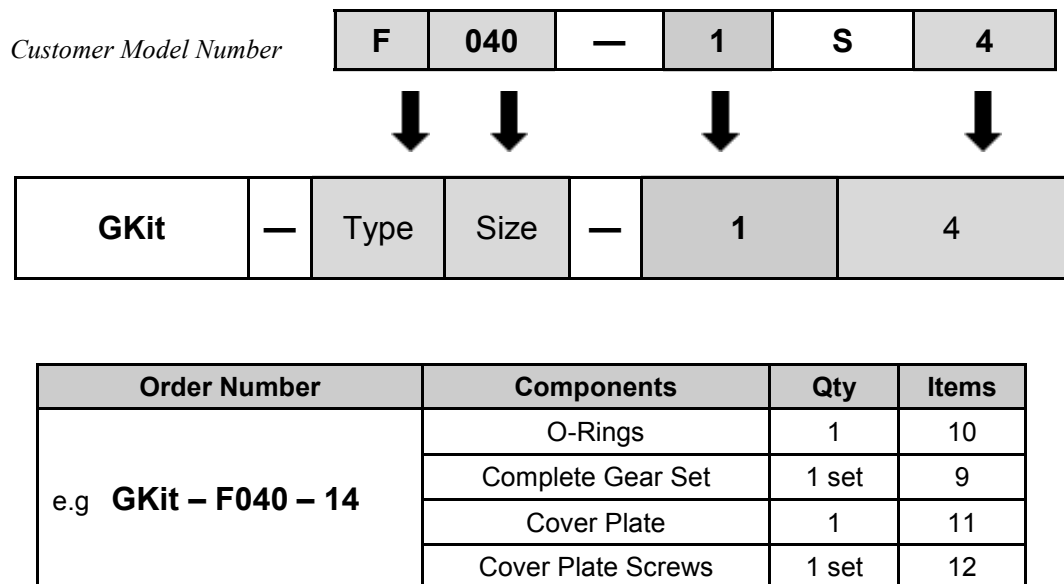 Customer Model Number F 040 — 1 S 4
GKit — Type Size — 1 4
Order Number Components Qty Items
O-Rings 1 10
Complete Gear Set 1 set 9
e.g GKit – F040 – 14
Cover Plate 1 11
Cover Plate Screws 1 set 12